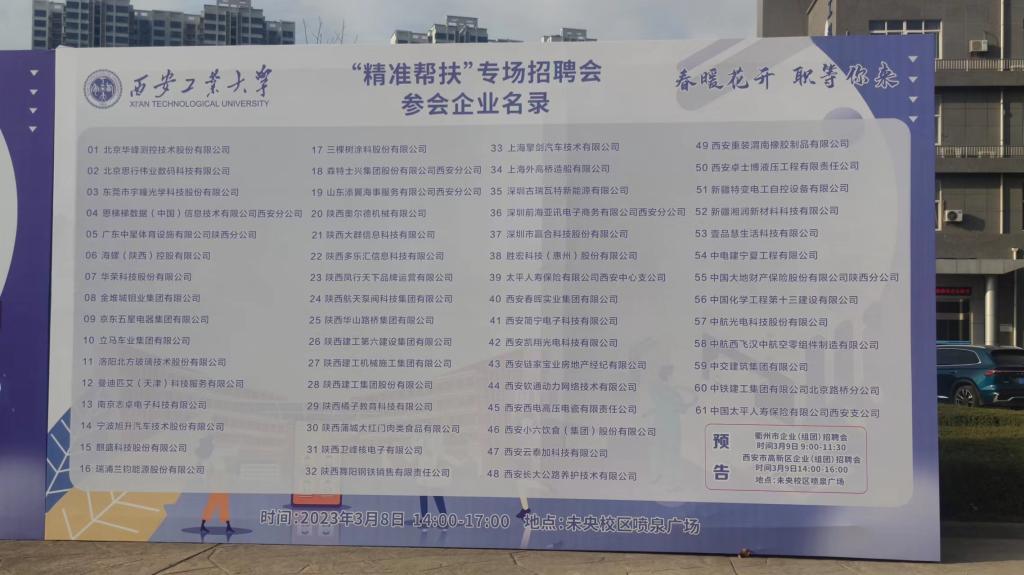 西安工业大学
XI'AN TECHNOLOGICAL UNIVERSITY
“精准帮扶”专场招聘会
参会企业名录
春暖花开 职等你来
01 北京华峰测控技术股份有限公司
02 北京思行伟业数码科技有限公司
03 东莞市宇瞳光学科技股份有限公司
04 恩梯梯数据（中国）信息技术有限公司西安分公司
05 广东中星体育设施有限公司陕西分公司
06 海螺（陕西）控股有限公司
07 华荣科技股份有限公司
08 金堆城钼业集团有限公司
09 京东五星电器集团有限公司
10 立马车业集团有限公司
11 洛阳北方玻璃技术股份有限公司
12 曼迪匹艾（天津）科技服务有限公司
13 南京志卓电子科技有限公司
14 宁波旭升汽车技术股份有限公司
15 麒盛科技股份有限公司
16 瑞浦兰钧能源股份有限公司
17 三棵树涂料股份有限公司
18 森特士兴集团股份有限公司西安分公司
19 山东添翼海事服务有限公司西安分公司
20 陕西奥尔德机械有限公司
21 陕西大群信息科技有限公司
22 陕西多乐汇信息科技有限公司
23 陕西凤行天下品牌运营有限公司
24 陕西航天泵阀科技集团有限公司
25 陕西华山路桥集团有限公司
26 陕西建工第六建设集团有限公司
27 陕西建工机械施工集团有限公司
28 陕西建工集团股份有限公司
29 陕西橘子教育科技有限公司
30 陕西蒲城大红门肉类食品有限公司
31 陕西卫峰核电子有限公司
32 陕西舞阳钢铁销售有限责任公司
33 上海擎剑汽车技术有限公司
34 上海外高桥造船有限公司
35 深圳古瑞瓦特新能源有限公司
36 深圳前海亚讯电子商务有限公司西安分公司
37 深圳市赢合科技股份有限公司
38 胜宏科技（惠州）股份有限公司
39 太平人寿保险有限公司西安中心支公司
40 西安春晖实业集团有限公司
41 西安简宁电子科技有限公司
42 西安凯翔光电科技有限公司
43 西安链家宝业房地产经纪有限公司
44 西安软通动力网络技术有限公司
45 西安西电高压电瓷有限责任公司
46 西安小六饮食（集团）股份有限公司
47 西安云泰加科技有限公司
48 西安长大公路养护技术有限公司
49 西安重装渭南橡胶制品有限公司
50 西安卓士博液压工程有限责任公司
51 新疆特变电工自控设备有限公司
52 新疆湘润新材料科技有限公司
53 壹品慧生活科技有限公司
54 中电建宁夏工程有限公司
55 中国大地财产保险股份有限公司陕西分公司
56 中国化学工程第十三建设有限公司
57 中航光电科技股份有限公司
58 中航西飞汉中航空零组件制造有限公司
59 中交建筑集团有限公司
60 中铁建工集团有限公司北京路桥分公司
61 中国太平人寿保险有限公司西安支公司
预告
衢州市企业(组团)招聘会
时间3月9日 9:00-11:30
西安市高新区企业(组团)招聘会
时间3月9日14:00-16:00
地点：未央校区喷泉广场
时间：2023年3月8日 14:00-17:00 地点：未央校区喷泉广场